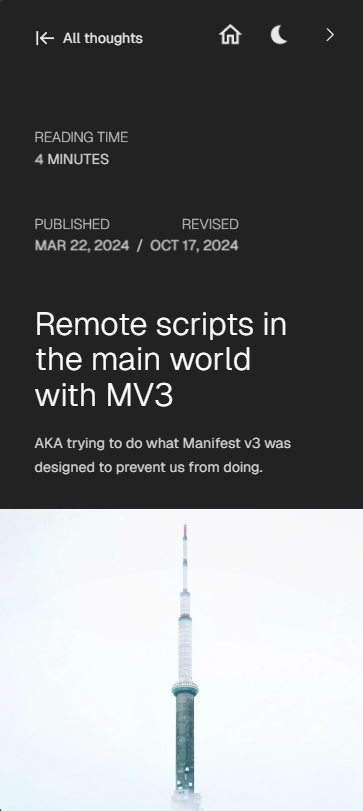 All thoughts
READING TIME
4 MINUTES
PUBLISHED REVISED
MAR 22, 2024 / OCT 17, 2024
Remote scripts in
the main world
with MV3
AKA trying to do what Manifest v3 was
designed to prevent us from doing.